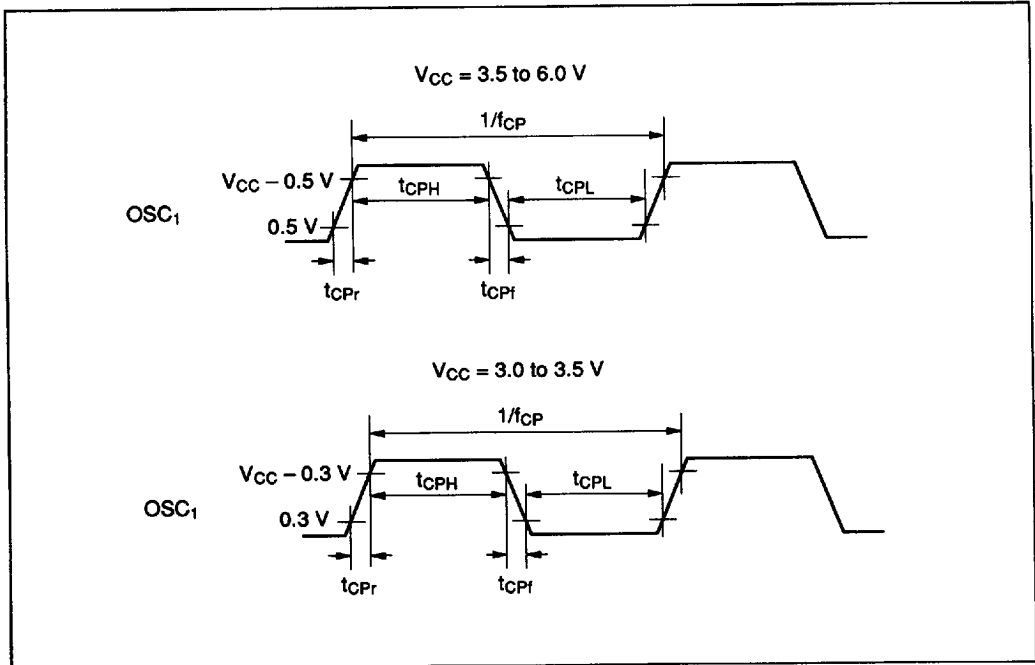 VCC = 3.5 to 6.0 V
1/fCP
VCC – 0.5 V
tCPH
tCPL
OSC1
0.5 V
tCPr
tCPf
VCC = 3.0 to 3.5 V
1/fCP
VCC – 0.3 V
tCPH
tCPL
OSC1
0.3 V
tCPr
tCPf